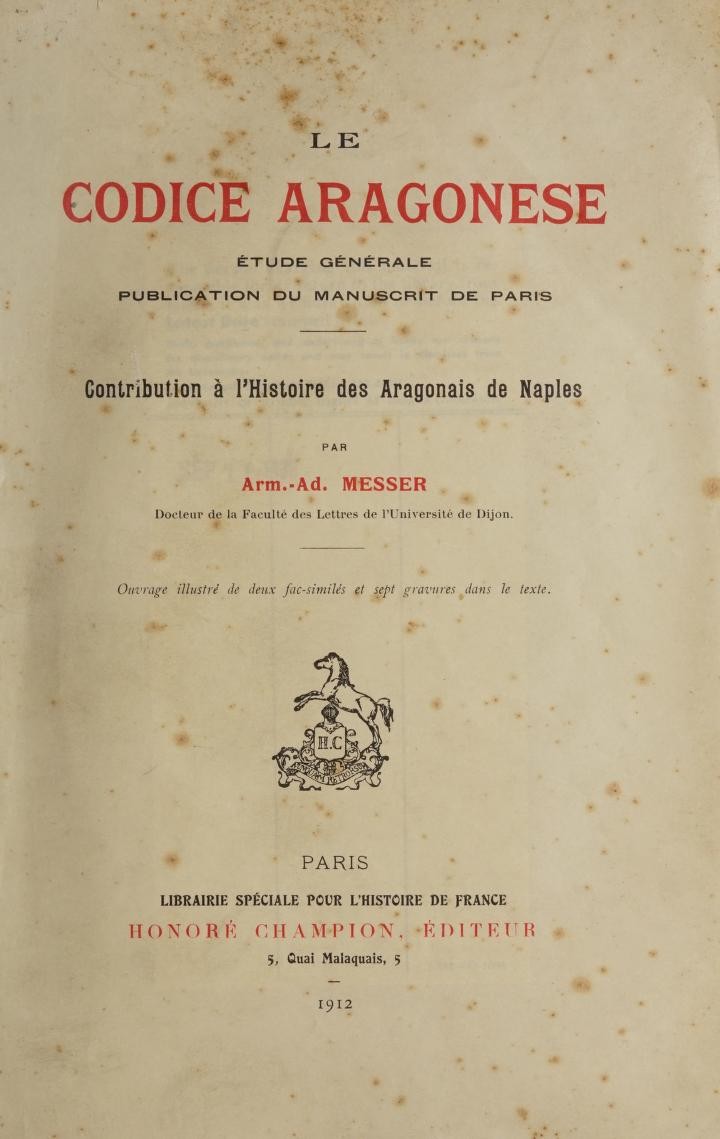 LE
CODICE ARAGONESE
ÉTUDE GÉNÉRALE
PUBLICATION DU MANUSCRIT DE PARIS
Contribution à l'Histoire des Aragonais de Naples
PAR
Arm.-Ad. MESSER
Docteur de la Faculté des Lettres de l'Université de Dijon.
Ouvrage illustré de deux fac-similés et sept gravures dans le texte.
H.C
PARIS
LIBRAIRIE SPÉCIALE POUR L'HISTOIRE DE FRANCE
HONORÉ CHAMPION, ÉDITEUR
5, Quai Malaquais, 5
1912